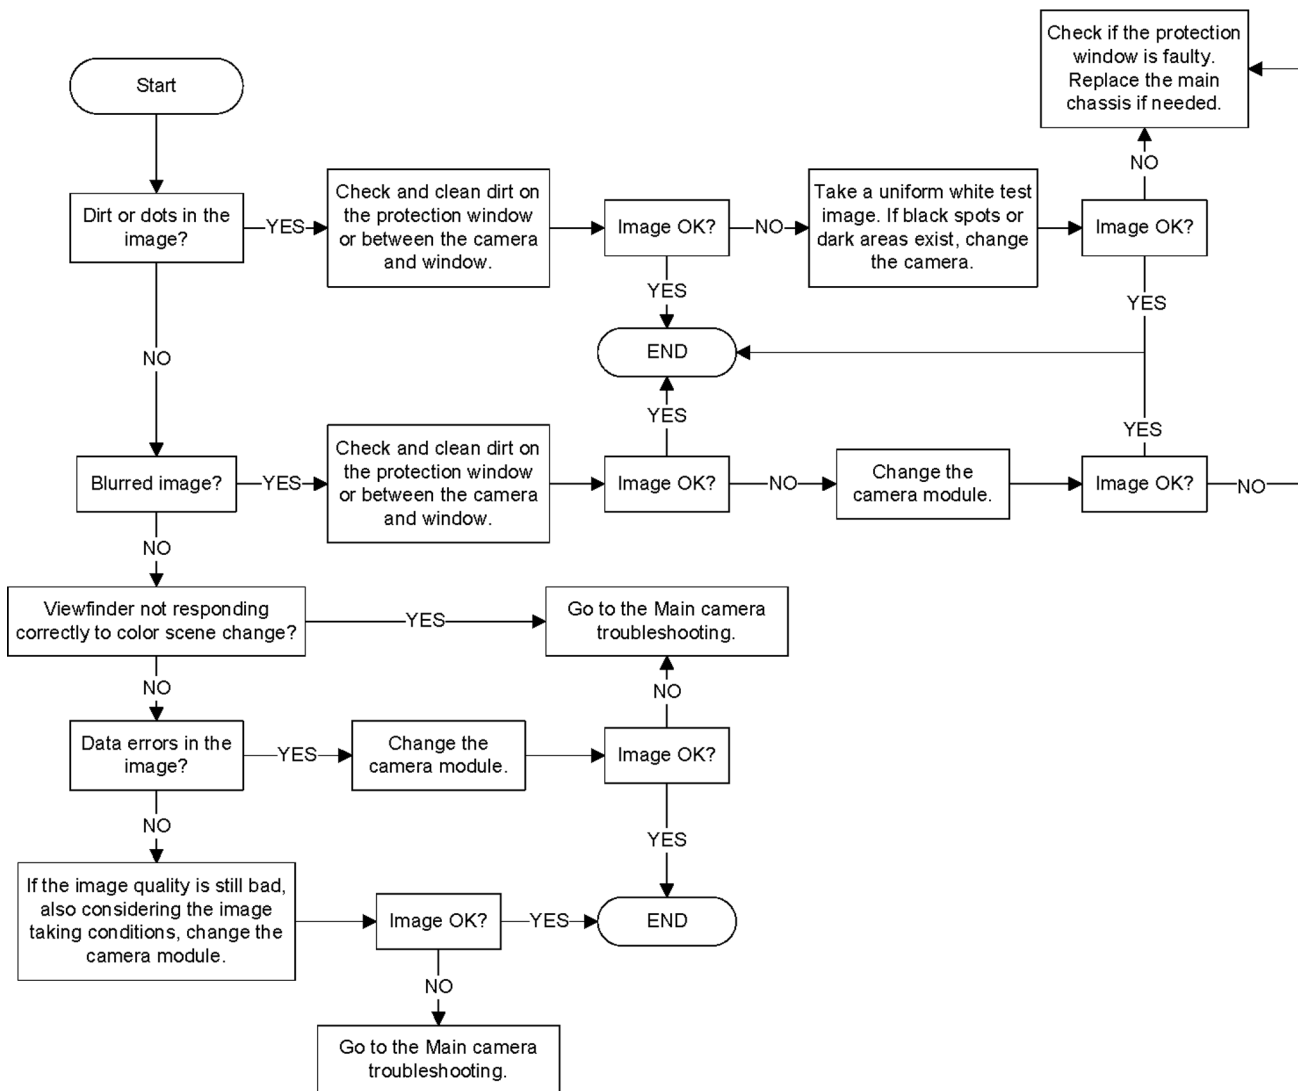 Check if the protection
window is faulty.
Replace the main
chassis if needed.
Start
NO
Dirt or dots in the
image?
YES
Check and clean dirt on
the protection window
or between the camera
and window.
Image OK?
NO
Take a uniform white test
image. If black spots or
dark areas exist, change
the camera.
Image OK?
YES
YES
END
NO
YES
YES
Blurred image?
YES
Check and clean dirt on
the protection window
or between the camera
and window.
Image OK?
NO
Change the
camera module.
Image OK?
NO
NO
Viewfinder not responding
correctly to color scene change?
YES
Go to the Main camera
troubleshooting.
NO
NO
Data errors in the
image?
YES
Change the
camera module.
Image OK?
NO
YES
If the image quality is still bad,
also considering the image
taking conditions, change the
camera module.
Image OK?
YES
END
NO
Go to the Main camera
troubleshooting.